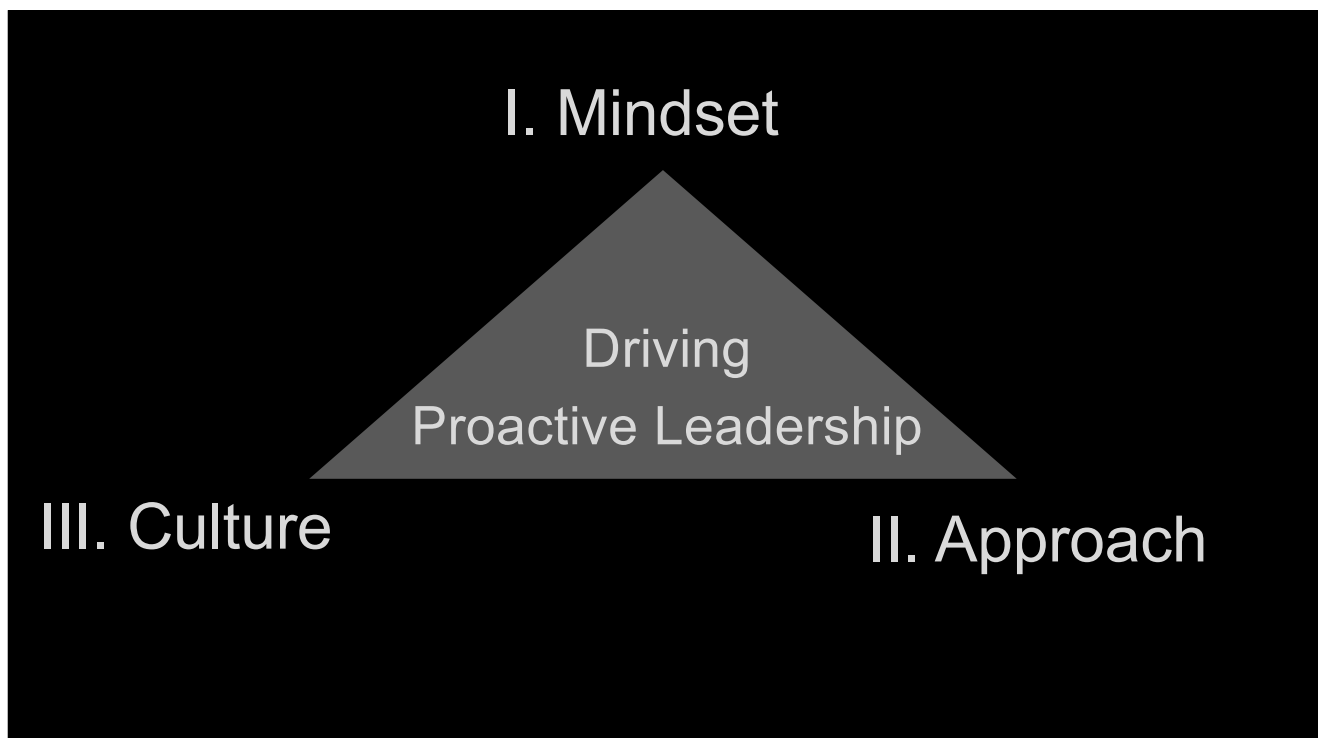 I. Mindset
Driving
Proactive Leadership
III. Culture
II. Approach